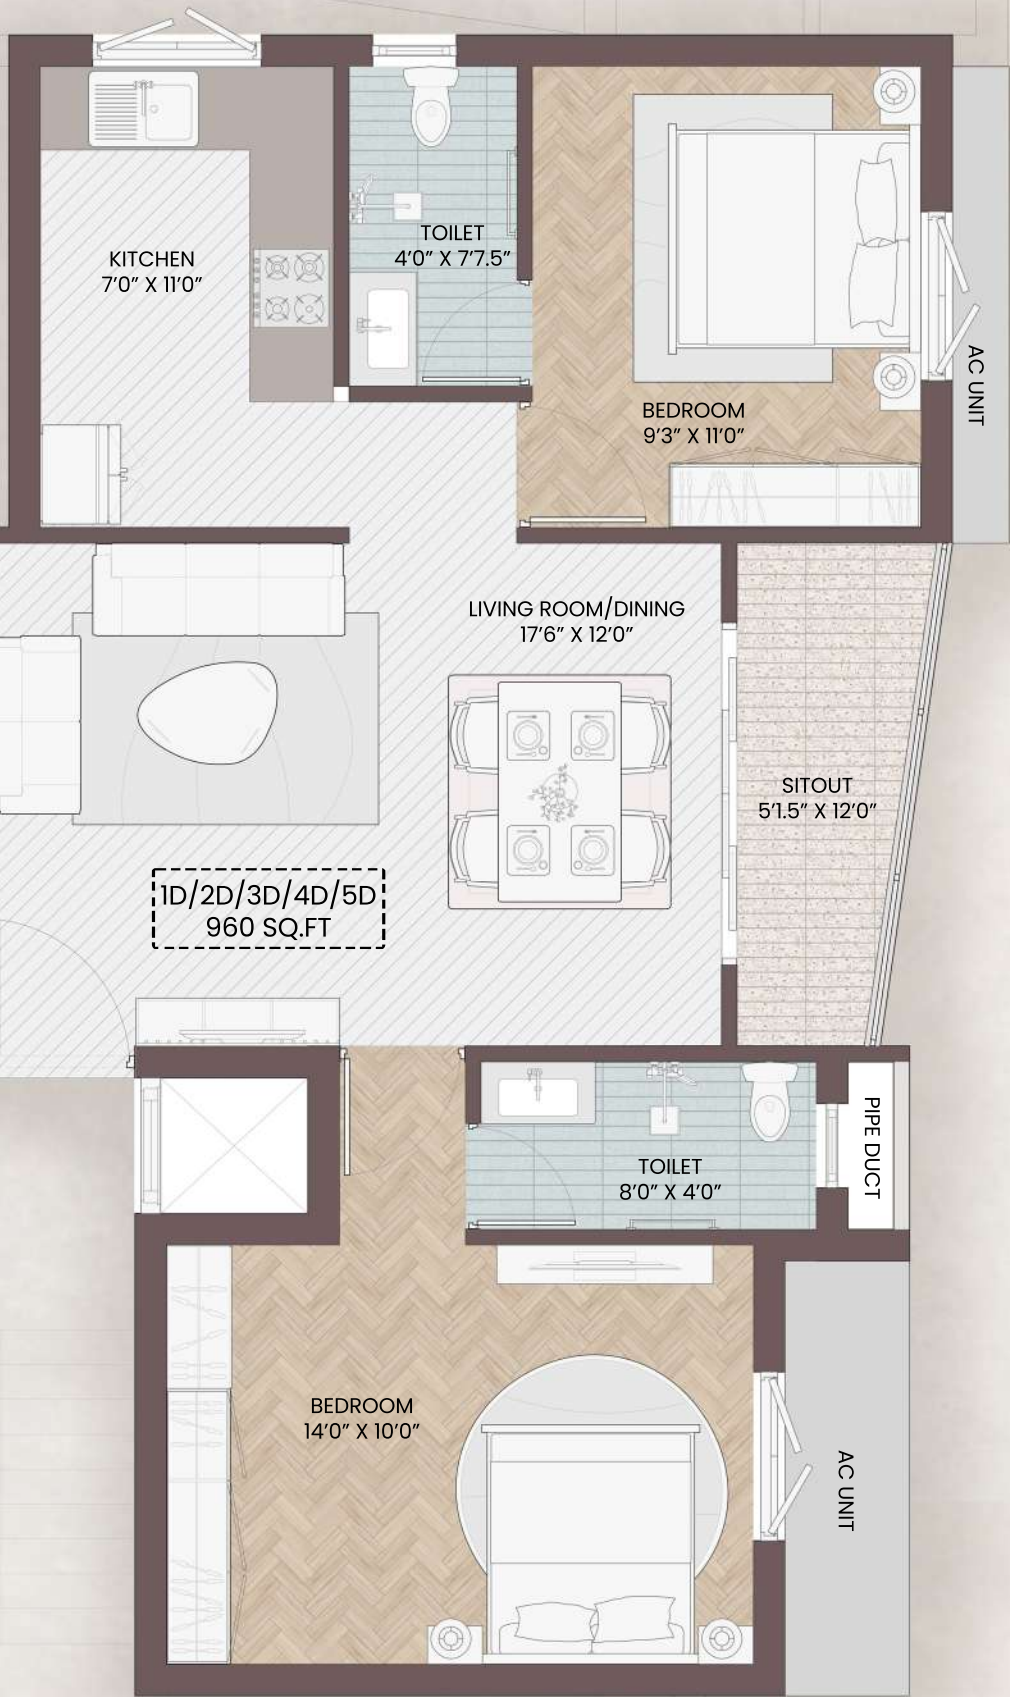 KITCHEN
7’0” X 11’0”
TOILET
4’0” X 7’7.5”
BEDROOM
9’3” X 11’0”
AC UNIT
LIVING ROOM/DINING
17’6” X 12’0”
SITOUT
5’1.5” X 12’0”
1D/2D/3D/4D/5D
960 SQ.FT
TOILET
8’0” X 4’0”
PIPE DUCT
BEDROOM
14’0” X 10’0”
AC UNIT